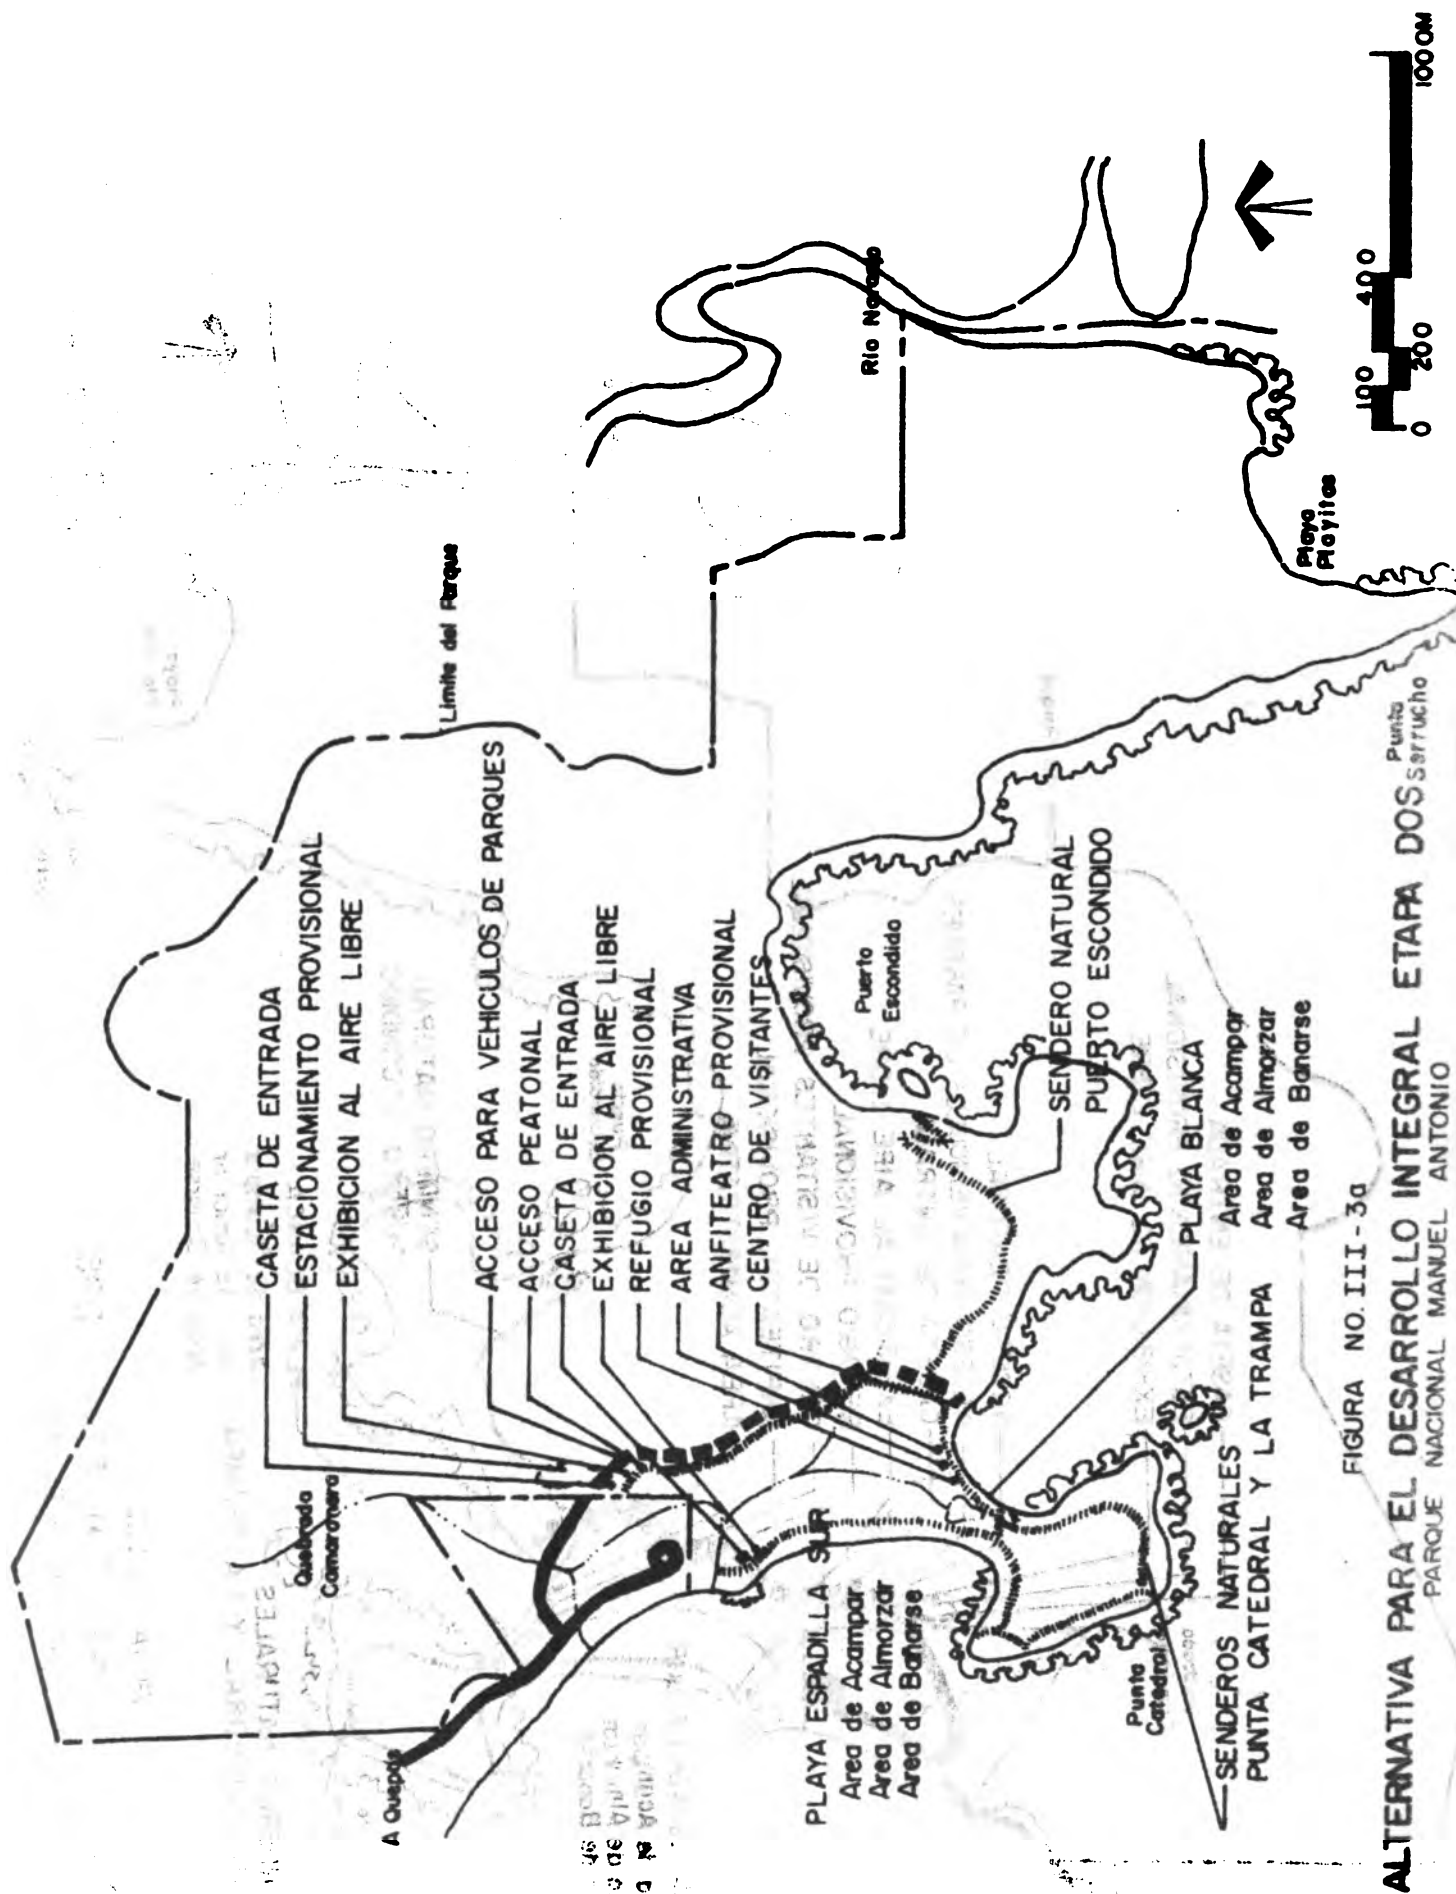 CASETA DE ENTRADA
ESTACIONAMIENTO PROVISIONAL
EXHIBICION AL AIRE LIBRE
Limite del Parque
Quebrada
Camaronera
A Quepos
ACCESO PARA VEHICULOS DE PARQUES
ACCESO PEATONAL
CASETA DE ENTRADA
EXHIBICION AL AIRE LIBRE
REFUGIO PROVISIONAL
AREA ADMINISTRATIVA
ANFITEATRO PROVISIONAL
CENTRO DE VISITANTES
Río Naranjo
PLAYA ESPADILLA SUR
Area de Acampar
Area de Almorzar
Area de Bañarse
Puerto
Escondido
SENDERO NATURAL
PUERTO ESCONDIDO
Punta
Catedral
PLAYA BLANCA
Area de Acampar
Area de Almorzar
Area de Banarse
SENDEROS NATURALES
PUNTA CATEDRAL Y LA TRAMPA
Playa
Playitas
Punta
Serrucho
0 100 200 400 1000M
FIGURA NO. III-3a
ALTERNATIVA PARA EL DESARROLLO INTEGRAL ETAPA DOS
PARQUE NACIONAL MANUEL ANTONIO